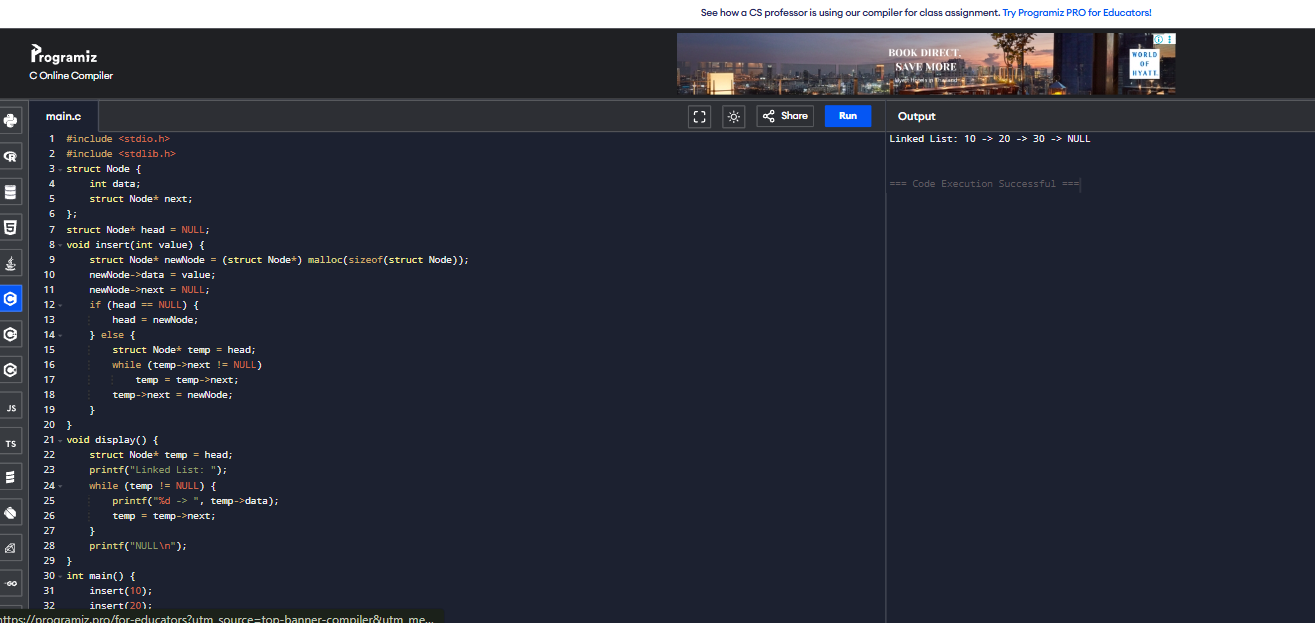 See how a CS professor is using our compiler for class assignment. Try Programiz PRO for Educators!
Programiz
C Online Compiler
BOOK DIRECT.
SAVE MORE
WORLD
OF
HYATT
main.c
Share
Run
Output
1 #include <stdio.h>
2 #include <stdlib.h>
3 struct Node {
4     int data;
5     struct Node* next;
6 };
7 struct Node* head = NULL;
8 void insert(int value) {
9     struct Node* newNode = (struct Node*) malloc(sizeof(struct Node));
10     newNode->data = value;
11     newNode->next = NULL;
12     if (head == NULL) {
13         head = newNode;
14     } else {
15         struct Node* temp = head;
16         while (temp->next != NULL)
17             temp = temp->next;
18         temp->next = newNode;
19     }
20 }
21 void display() {
22     struct Node* temp = head;
23     printf("Linked List: ");
24     while (temp != NULL) {
25         printf("%d -> ", temp->data);
26         temp = temp->next;
27     }
28     printf("NULL\n");
29 }
30 int main() {
31     insert(10);
32     insert(20);
Linked List: 10 -> 20 -> 30 -> NULL
=== Code Execution Successful ===
JS
TS
https://programiz.pro/for-educators?utm_source=top-banner-compiler&utm_me...